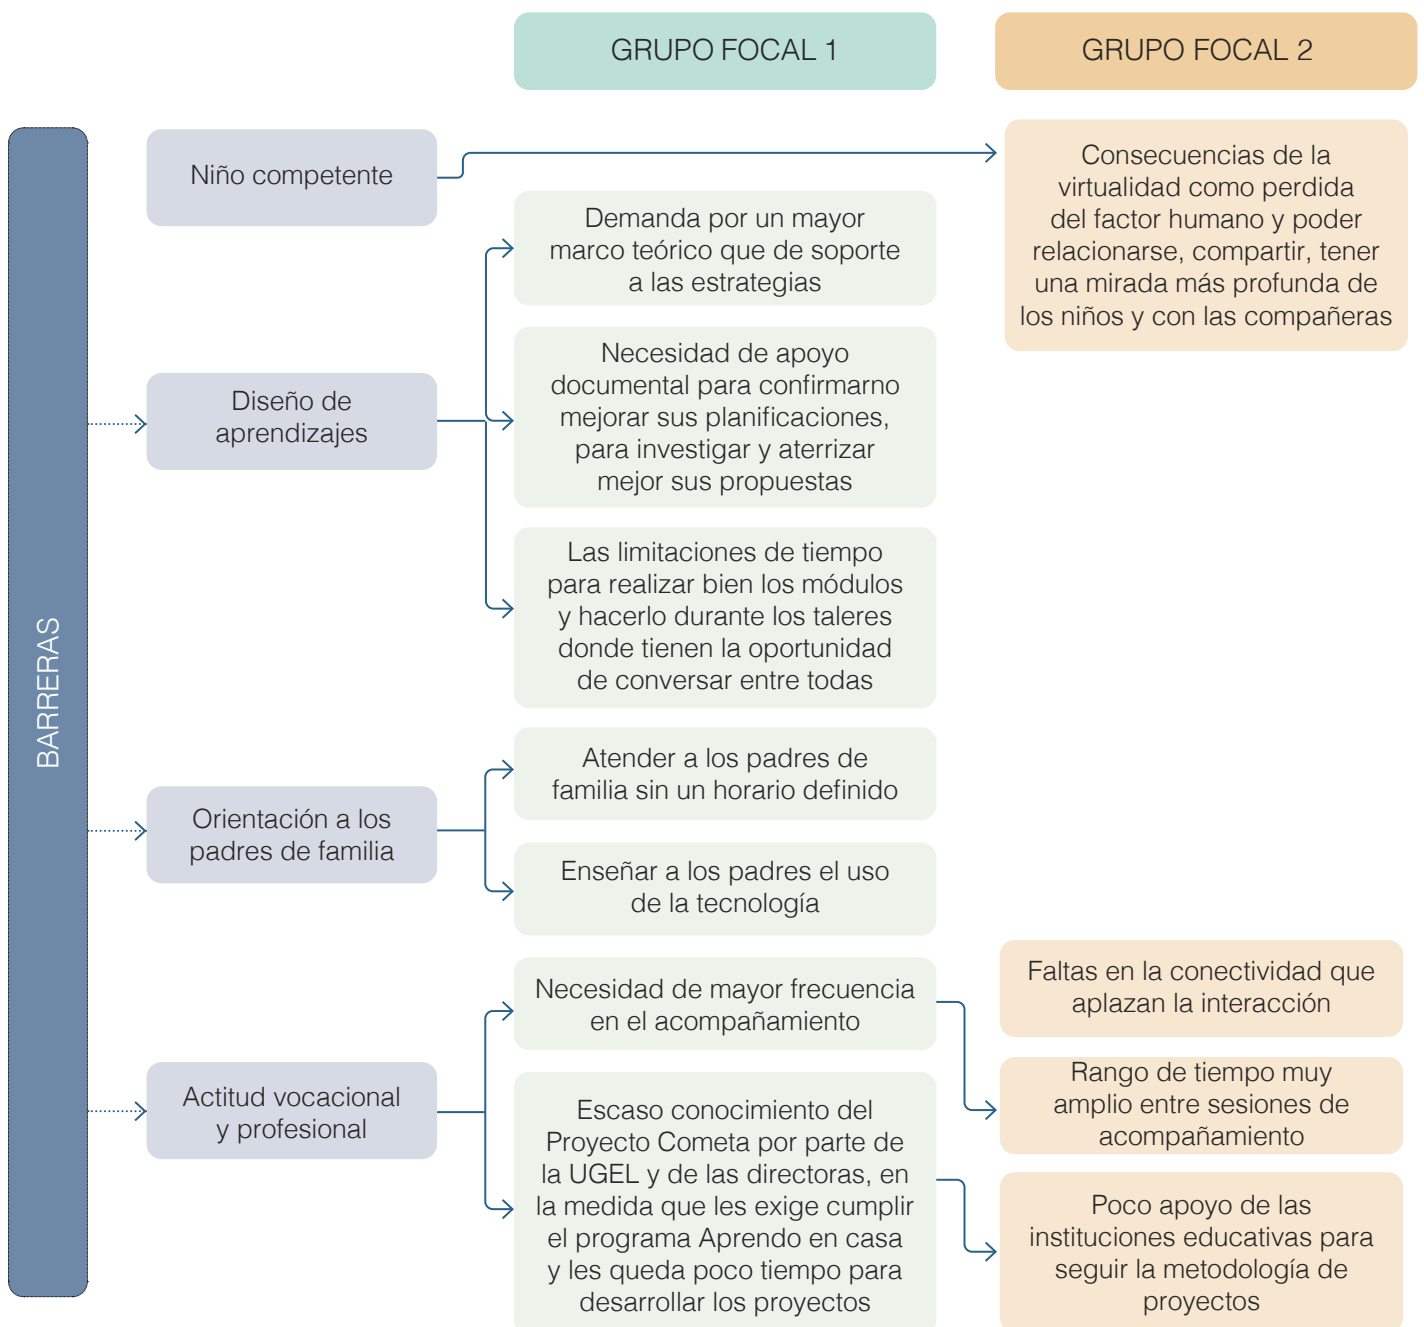 GRUPO FOCAL 1
GRUPO FOCAL 2
BARRERAS
Niño competente
Consecuencias de la
virtualidad como perdida
del factor humano y poder
relacionarse, compartir, tener
una mirada más profunda de
los niños y con las compañeras
Diseño de
aprendizajes
Demanda por un mayor
marco teórico que de soporte
a las estrategias
Necesidad de apoyo
documental para confirmarno
mejorar sus planificaciones,
para investigar y aterrizar
mejor sus propuestas
Las limitaciones de tiempo
para realizar bien los módulos
y hacerlo durante los taleres
donde tienen la oportunidad
de conversar entre todas
Orientación a los
padres de familia
Atender a los padres de
familia sin un horario definido
Enseñar a los padres el uso
de la tecnología
Actitud vocacional
y profesional
Necesidad de mayor frecuencia
en el acompañamiento
Escaso conocimiento del
Proyecto Cometa por parte de
la UGEL y de las directoras, en
la medida que les exige cumplir
el programa Aprendo en casa
y les queda poco tiempo para
desarrollar los proyectos
Faltas en la conectividad que
aplazan la interacción
Rango de tiempo muy
amplio entre sesiones de
acompañamiento
Poco apoyo de las
instituciones educativas para
seguir la metodología de
proyectos